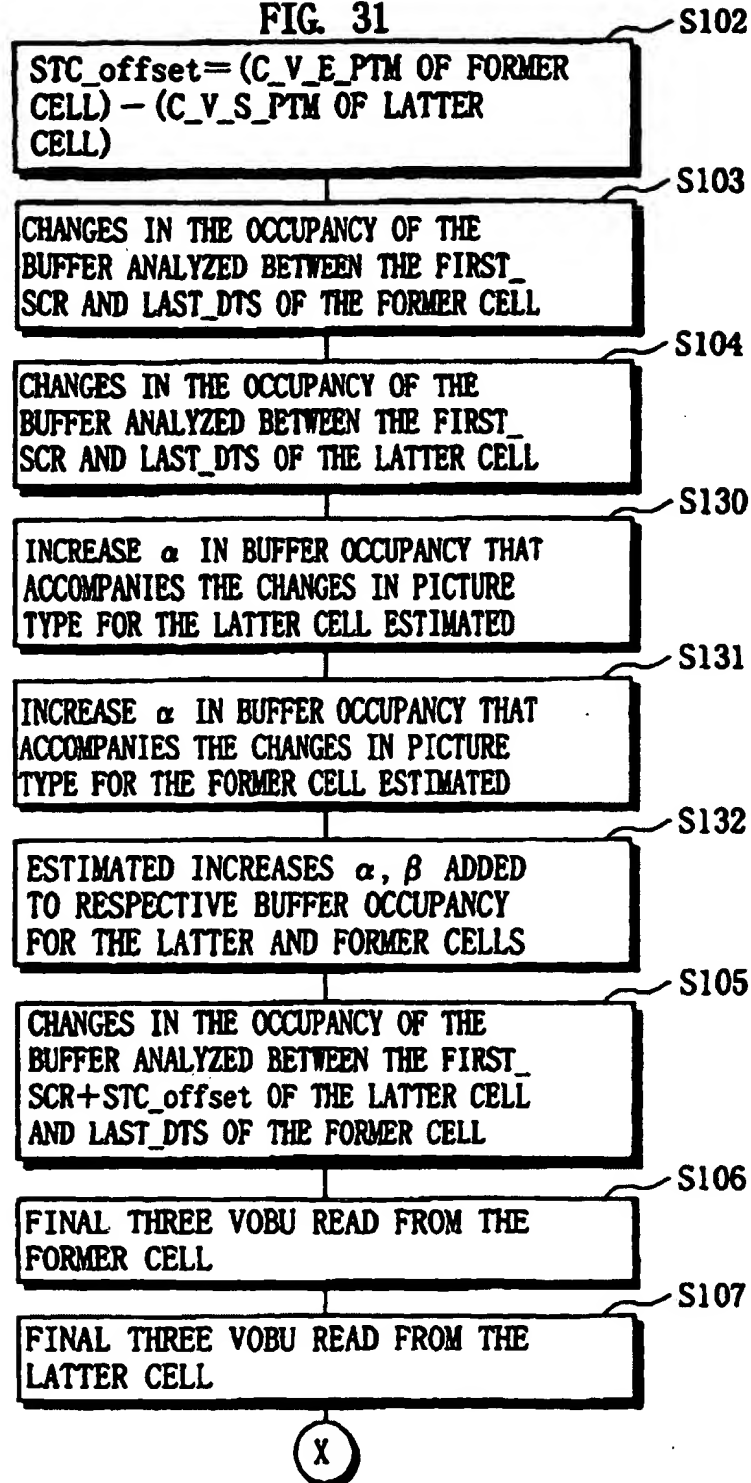 FIG. 31
S102
STC_offset=(C_V_E_PTM OF FORMER
CELL)-(C_V_S_PTM OF LATTER
CELL)
S103
CHANGES IN THE OCCUPANCY OF THE
BUFFER ANALYZED BETWEEN THE FIRST_
SCR AND LAST_DTS OF THE FORMER CELL
S104
CHANGES IN THE OCCUPANCY OF THE
BUFFER ANALYZED BETWEEN THE FIRST_
SCR AND LAST_DTS OF THE LATTER CELL
S130
INCREASE α IN BUFFER OCCUPANCY THAT
ACCOMPANIES THE CHANGES IN PICTURE
TYPE FOR THE LATTER CELL ESTIMATED
S131
INCREASE α IN BUFFER OCCUPANCY THAT
ACCOMPANIES THE CHANGES IN PICTURE
TYPE FOR THE FORMER CELL ESTIMATED
S132
ESTIMATED INCREASES α, β ADDED
TO RESPECTIVE BUFFER OCCUPANCY
FOR THE LATTER AND FORMER CELLS
S105
CHANGES IN THE OCCUPANCY OF THE
BUFFER ANALYZED BETWEEN THE FIRST_
SCR+STC_offset OF THE LATTER CELL
AND LAST_DTS OF THE FORMER CELL
S106
FINAL THREE VOBU READ FROM THE
FORMER CELL
S107
FINAL THREE VOBU READ FROM THE
LATTER CELL
X